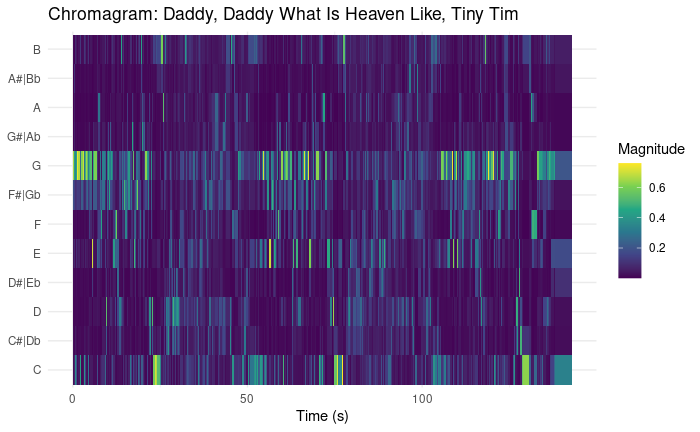 Chromagram: Daddy, Daddy What Is Heaven Like, Tiny Tim
B
A#|Bb
A
G#|Ab
G
F#|Gb
F
E
D#|Eb
D
C#|Db
C
0
50
100
Time (s)
Magnitude
0.6
0.4
0.2